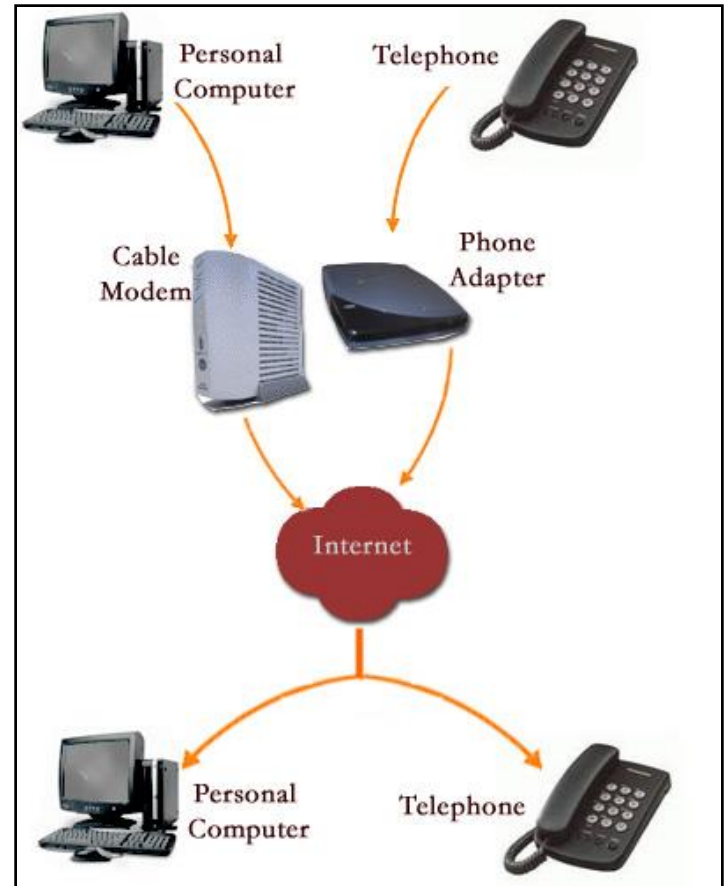 Personal
Computer
Telephone
Cable
Modem
Phone
Adapter
Internet
Personal
Computer
Telephone